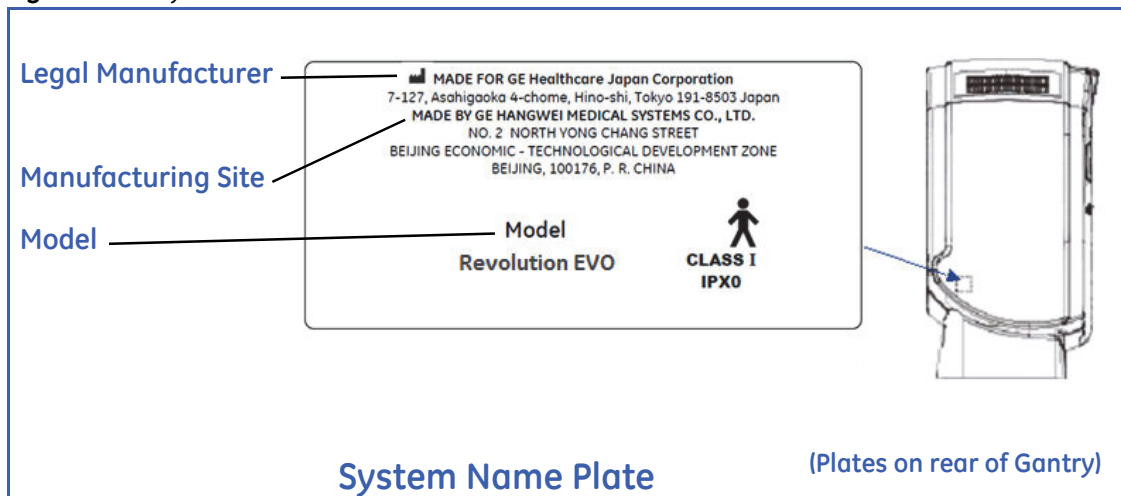 Legal Manufacturer
MADE FOR GE Healthcare Japan Corporation
7-127, Asahigaoka 4-chome, Hino-shi, Tokyo 191-8503 Japan
MADE BY GE HANGWEI MEDICAL SYSTEMS CO., LTD.
NO. 2 NORTH YONG CHANG STREET
BEIJING ECONOMIC - TECHNOLOGICAL DEVELOPMENT ZONE
BEIJING, 100176, P. R. CHINA
Manufacturing Site
Model
Model
Revolution EVO
CLASS I
IPX0
System Name Plate
(Plates on rear of Gantry)